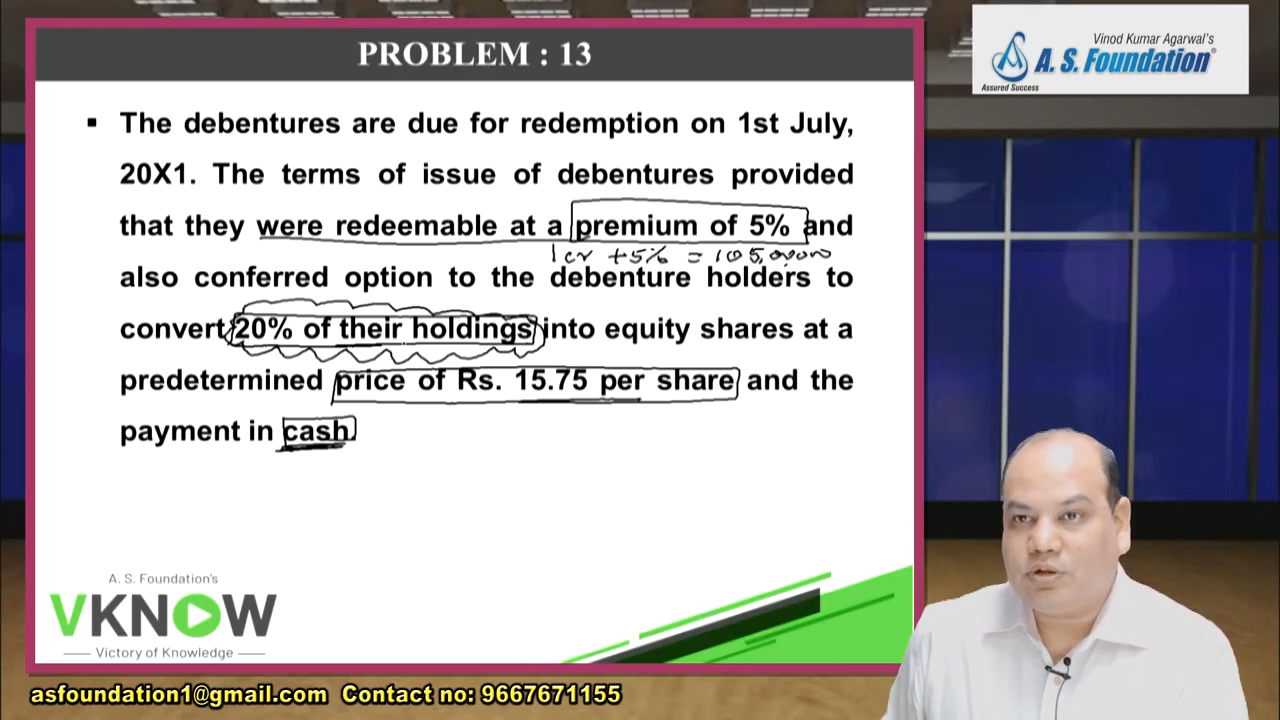 PROBLEM : 13
Vinod Kumar Agarwal's
A. S. Foundation®
Assured Success
▪ The debentures are due for redemption on 1st July,
20X1. The terms of issue of debentures provided
that they were redeemable at a premium of 5% and
1 cr +5% =
also conferred option to the debenture holders to
convert 20% of their holdings into equity shares at a
predetermined price of Rs. 15.75 per share and the
payment in cash.
A. S. Foundation's
VKNOW
Victory of Knowledge
asfoundation1@gmail.com Contact no: 9667671155